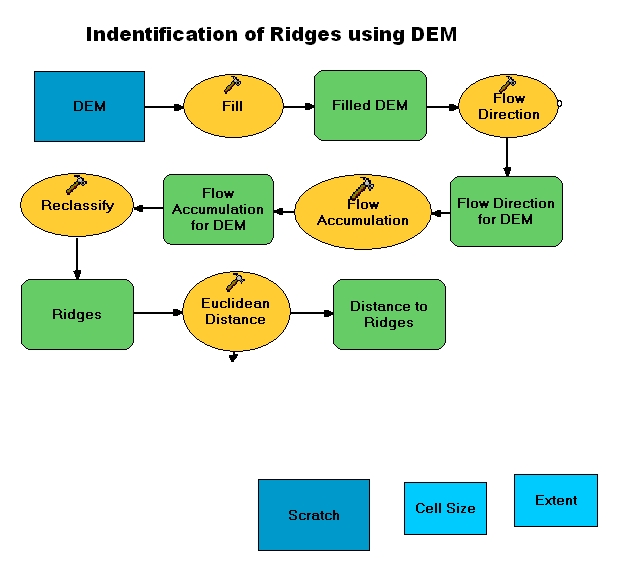 Indentification of Ridges using DEM
DEM
Fill
Filled DEM
Flow
Direction
Reclassify
Flow
Accumulation
for DEM
Flow
Accumulation
Flow Direction
for DEM
Ridges
Euclidean
Distance
Distance to
Ridges
Scratch
Cell Size
Extent